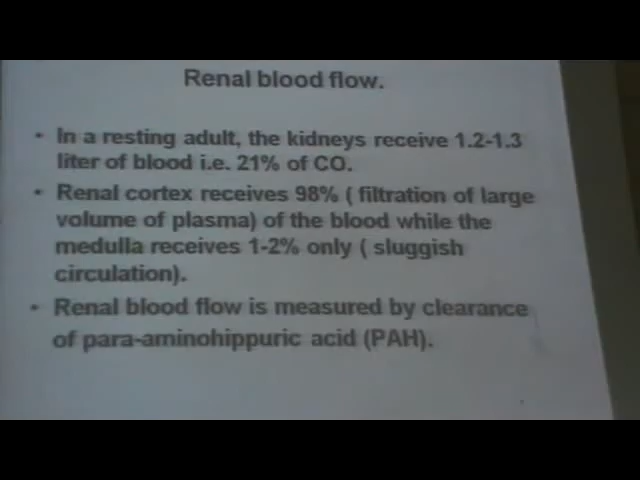 Renal blood flow.
• In a resting adult, the kidneys receive 1.2-1.3
liter of blood i.e. 21% of CO.
• Renal cortex receives 98% ( filtration of large
volume of plasma) of the blood while the
medulla receives 1-2% only ( sluggish
circulation).
• Renal blood flow is measured by clearance
of para-aminohippuric acid (PAH).